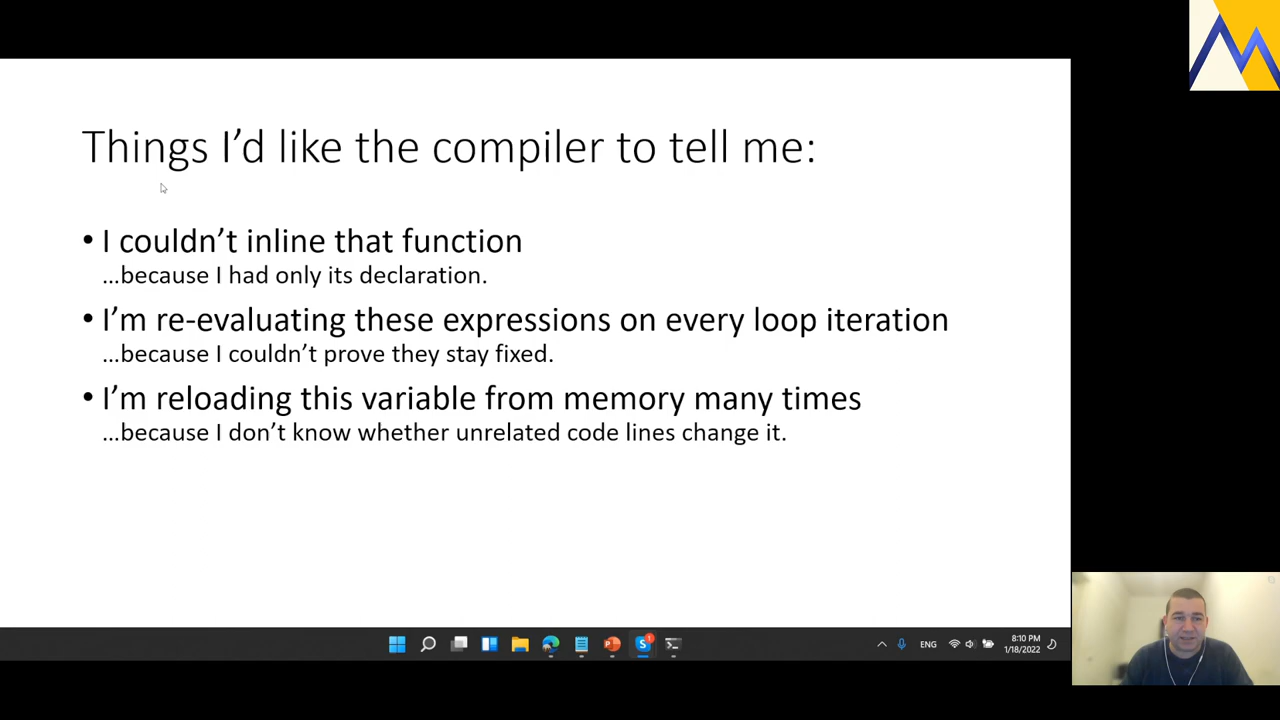 Things I’d like the compiler to tell me:
• I couldn’t inline that function
...because I had only its declaration.
• I’m re-evaluating these expressions on every loop iteration
...because I couldn’t prove they stay fixed.
• I’m reloading this variable from memory many times
...because I don’t know whether unrelated code lines change it.
ENG
8:10 PM
1/18/2022